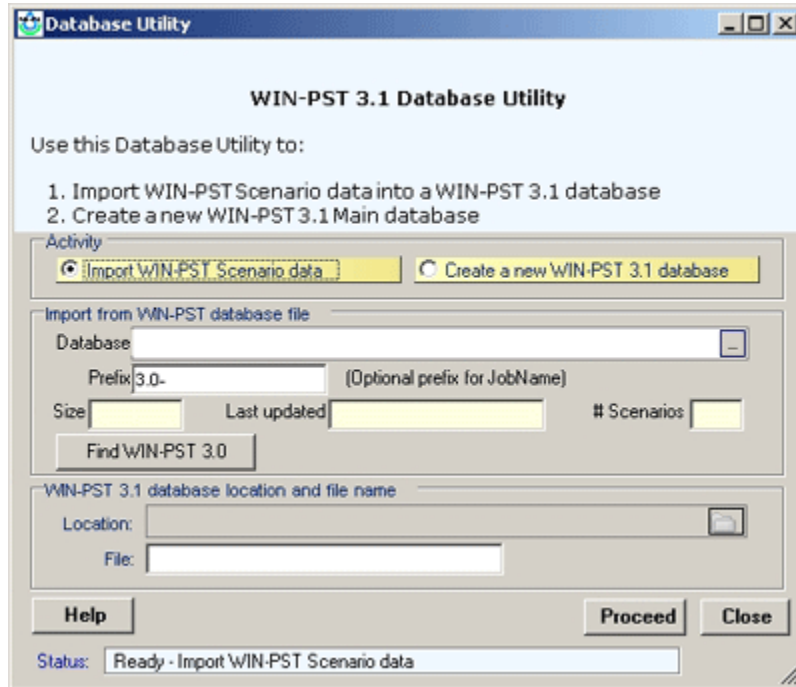 Database Utility
WIN-PST 3.1 Database Utility
Use this Database Utility to:
1. Import WIN-PST Scenario data into a WIN-PST 3.1 database
2. Create a new WIN-PST 3.1 Main database
Activity
Import WIN-PST Scenario data Create a new WIN-PST 3.1 database
Import from WIN-PST database file
Database ...
Prefix 3.0- (Optional prefix for JobName)
Size Last updated # Scenarios
Find WIN-PST 3.0
WIN-PST 3.1 database location and file name
Location:
File:
Help Proceed Close
Status: Ready - Import WIN-PST Scenario data